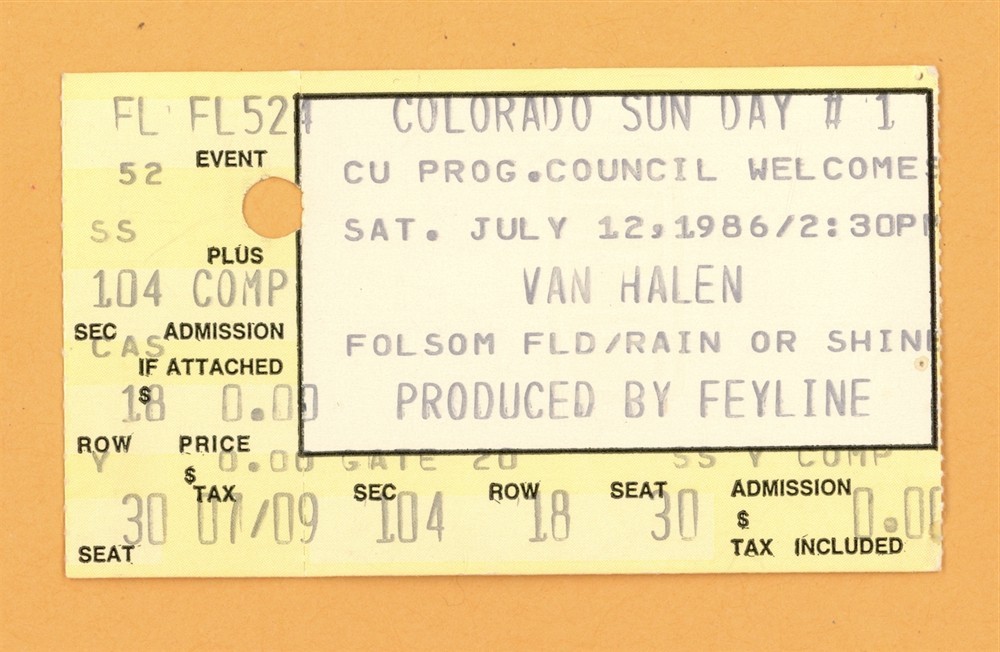 FL FL524 COLORADO SUN DAY # 1
EVENT
52 CU PROG.COUNCIL WELCOMES
SS SAT. JULY 12,1986/2:30PM
PLUS
104 COMP VAN HALEN
SEC ADMISSION
CAS FOLSOM FLD/RAIN OR SHINE
IF ATTACHED
$
18 0.00 PRODUCED BY FEYLINE
ROW PRICE
Y 0.00 GATE 20 SS Y COMP
$
TAX SEC ROW SEAT ADMISSION
30 07/09 104 18 30 $ 0.00
SEAT TAX INCLUDED